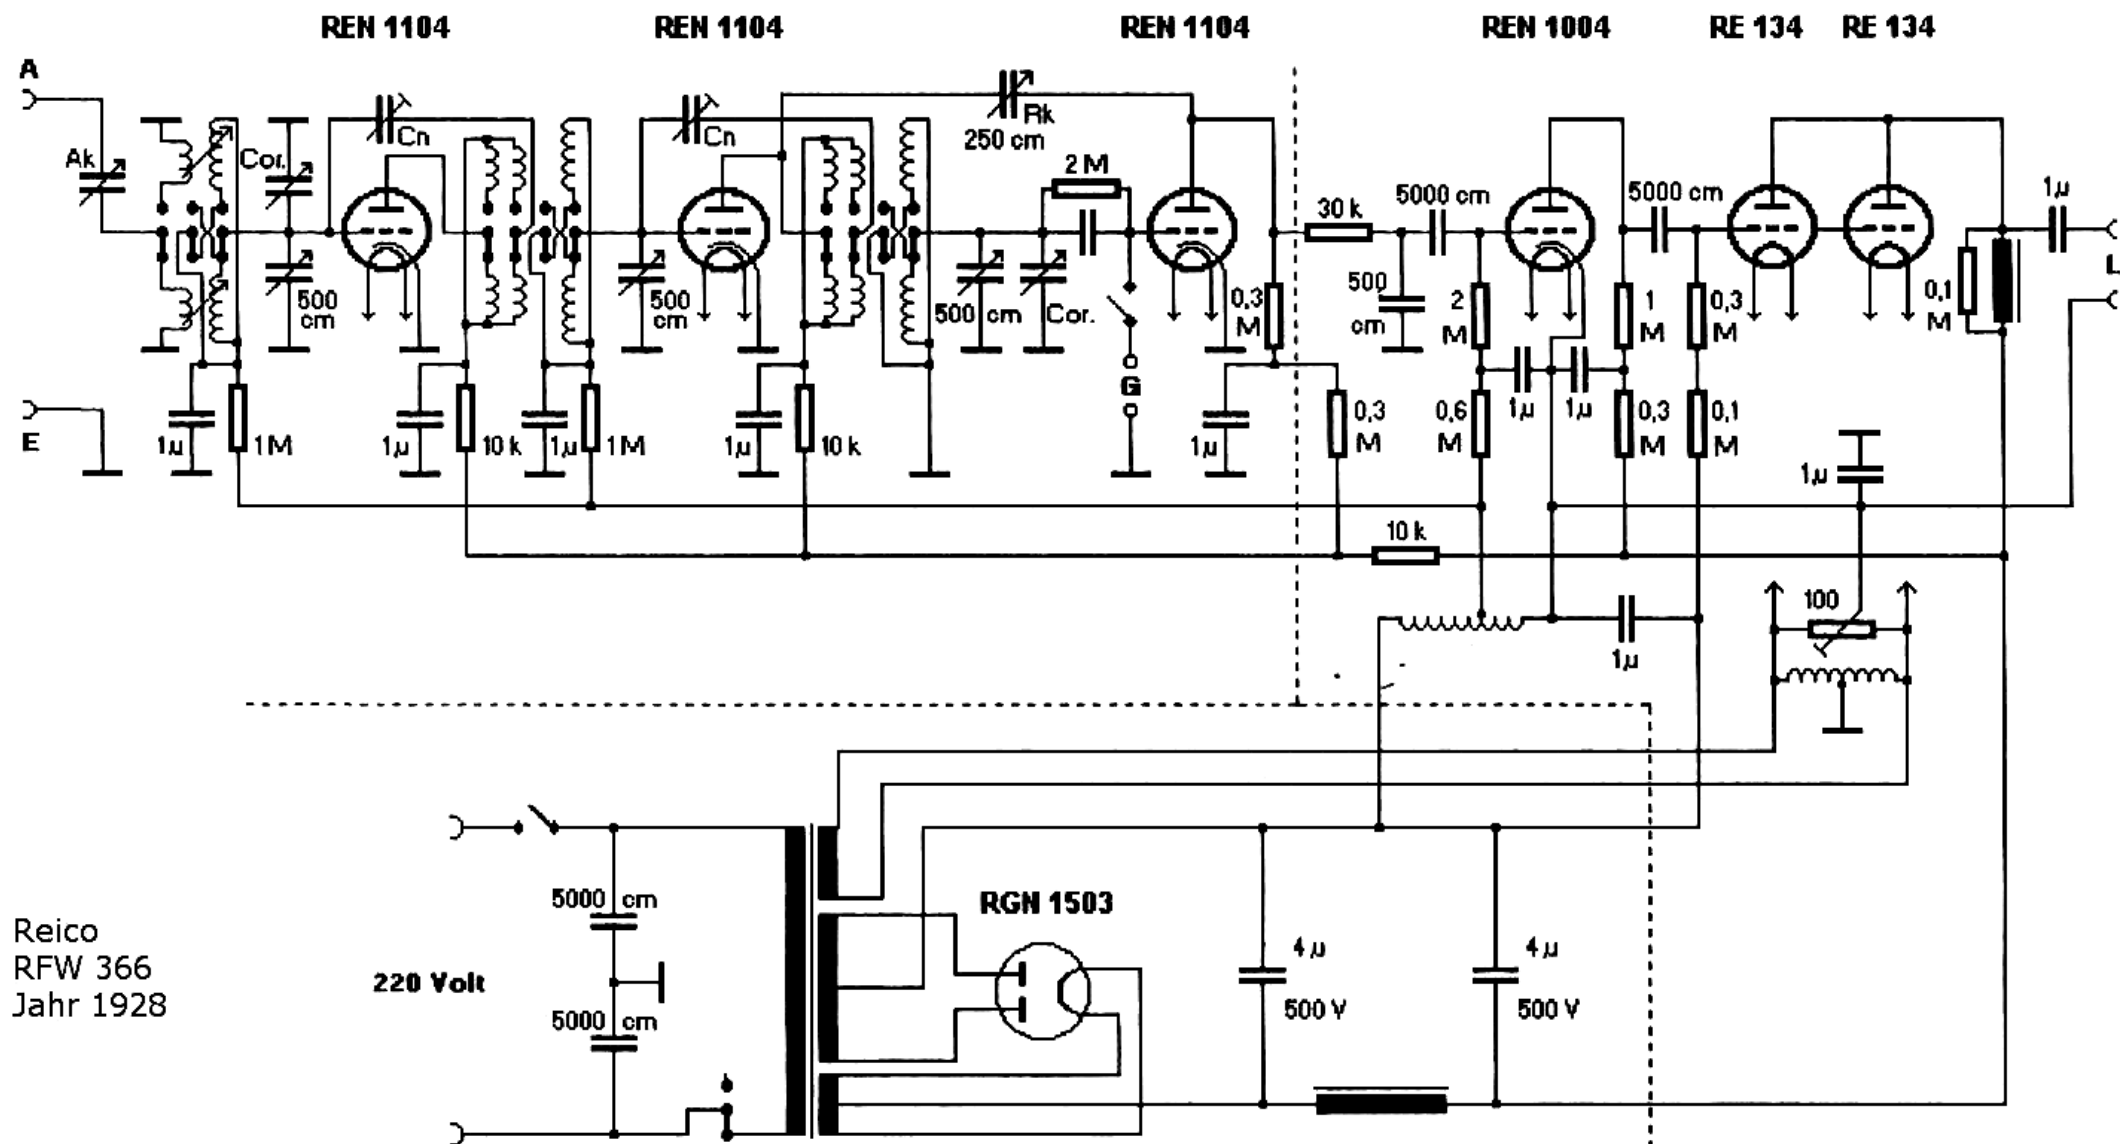 REN 1104 REN 1104 REN 1104 REN 1004 RE 134 RE 134
A
Ak
Cor.
Cn
Cn
Rk
250 cm
2 M
30 k
5000 cm
5000 cm
1µ
L
500 cm
500 cm
500 cm
Cor.
0,3 M
500 cm
2 M
1 M
0,3 M
0,1 M
E
1µ
1 M
1µ
10 k
1µ
1 M
1µ
10 k
G
1µ
0,3 M
0,6 M
1µ
1µ
0,3 M
0,1 M
1µ
10 k
100
1µ
5000 cm
RGN 1503
4 µ
500 V
4 µ
500 V
220 Volt
5000 cm
Reico
RFW 366
Jahr 1928